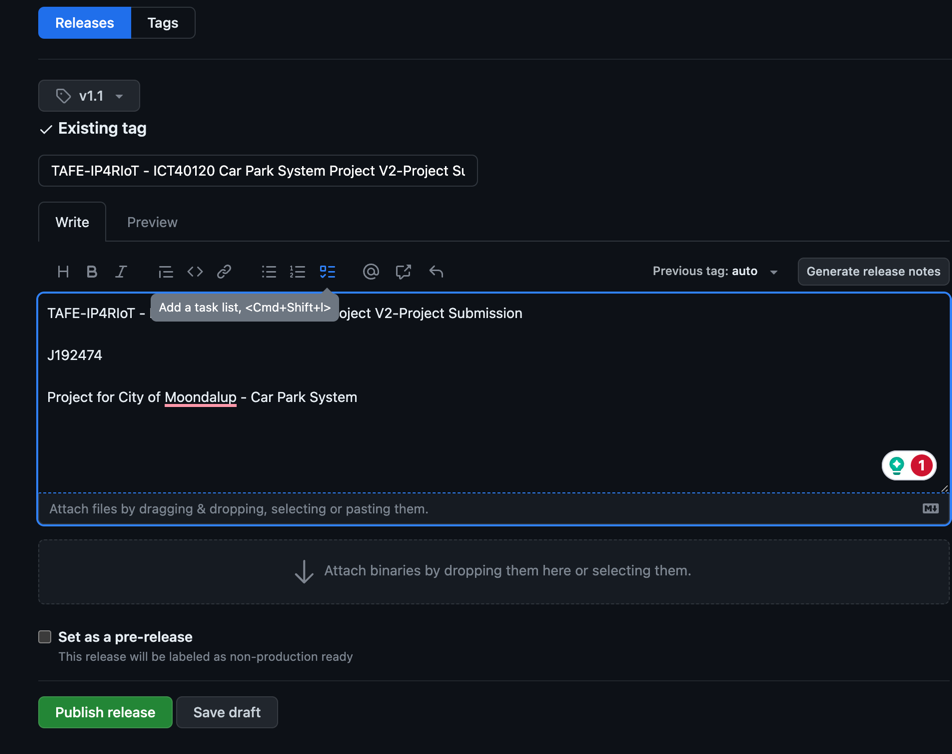 Releases Tags
v1.1
Existing tag
TAFE-IP4RIoT - ICT40120 Car Park System Project V2-Project Su
Write Preview
H B I @
Previous tag: auto Generate release notes
Add a task list, <Cmd+Shift+l>
TAFE-IP4RIoT - oject V2-Project Submission
J192474
Project for City of Moondalup - Car Park System
1
Attach files by dragging & dropping, selecting or pasting them.
Attach binaries by dropping them here or selecting them.
Set as a pre-release
This release will be labeled as non-production ready
Publish release Save draft